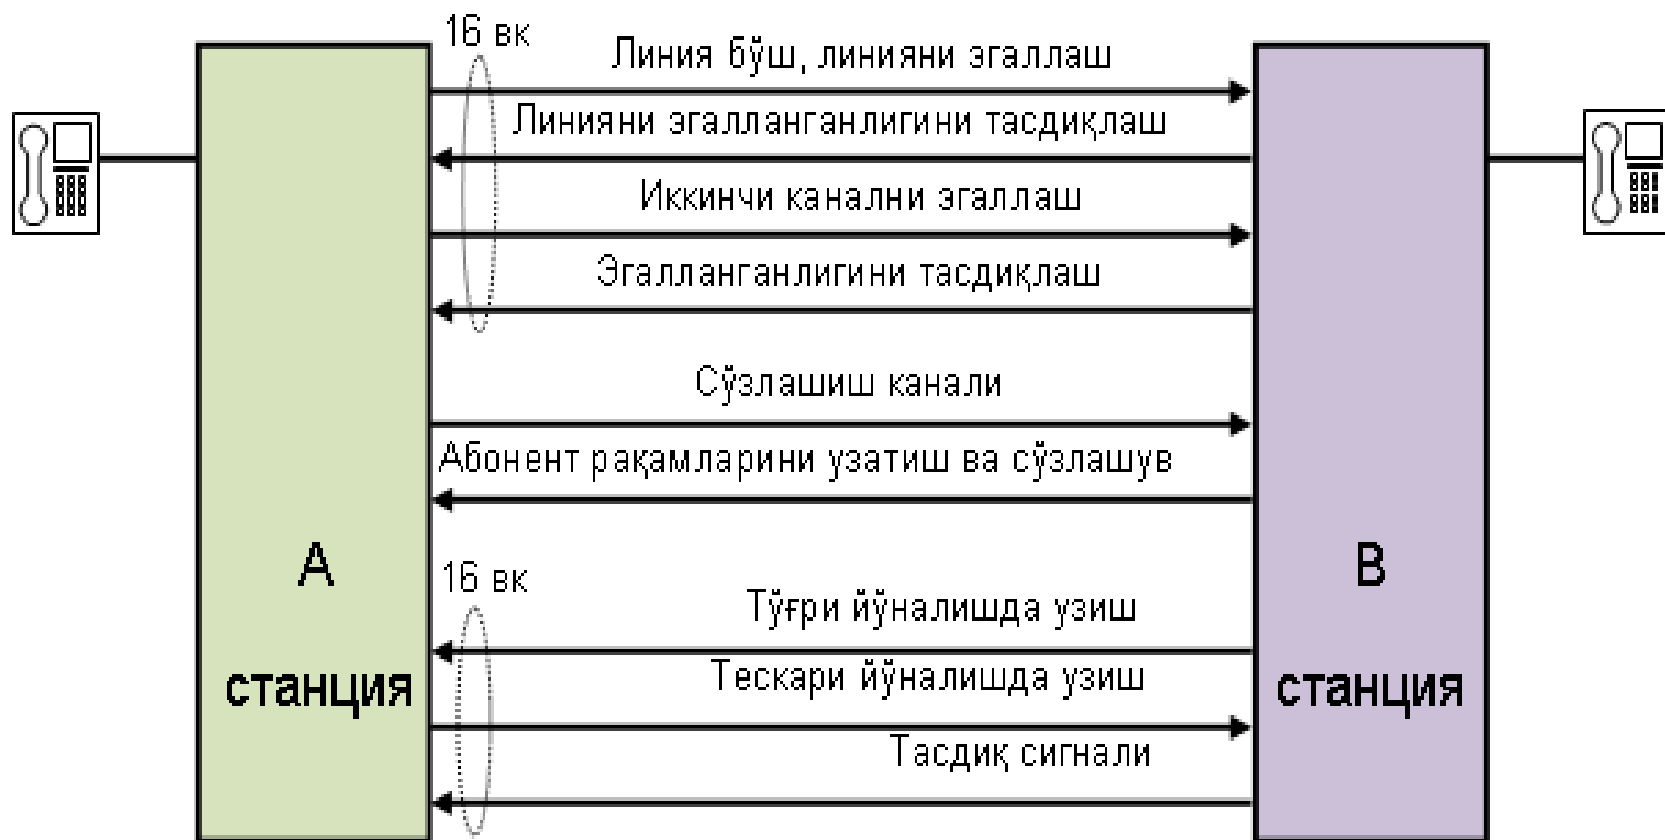 16 вк
Линия бўш, линияни эгаллаш
Линияни эгалланганлигини тасдиқлаш
Иккинчи канални эгаллаш
Эгалланганлигини тасдиқлаш
Сўзлашиш канали
Абонент рақамларини узатиш ва сўзлашув
16 вк
Тўғри йўналишда узиш
Тескари йўналишда узиш
Тасдиқ сигнали
А
станция
В
станция